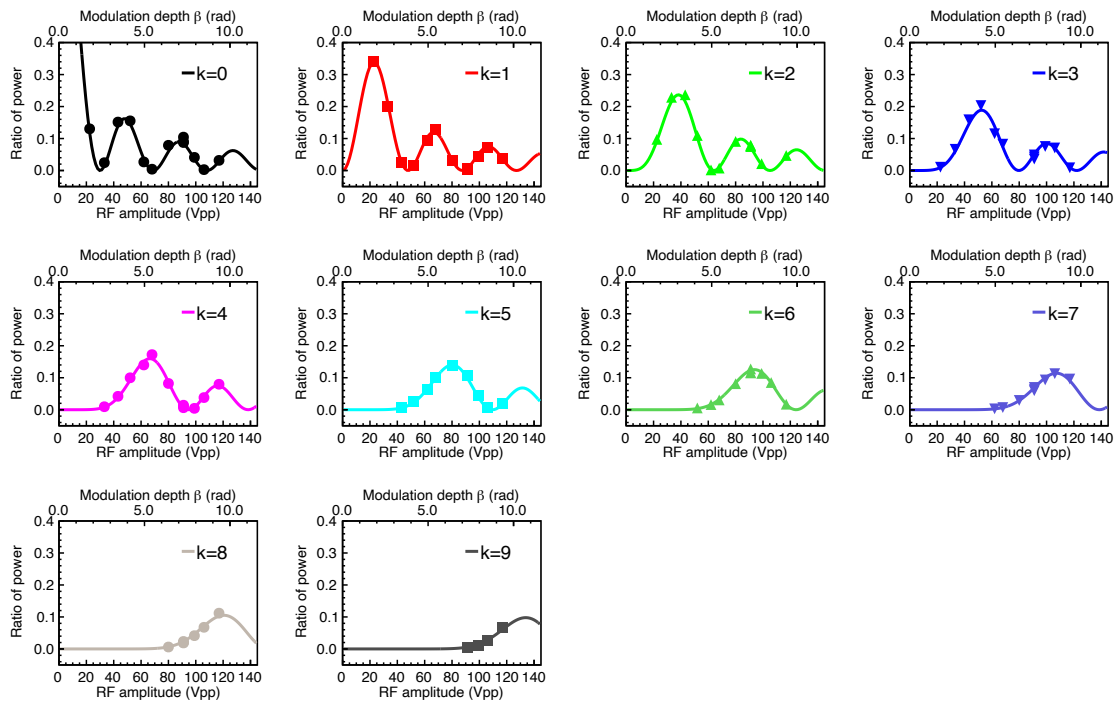 Modulation depth β (rad)
0.0 5.0 10.0
0.4
0.3
0.2
0.1
0.0
Ratio of power
k=0
0 20 40 60 80 100 120 140
RF amplitude (Vpp)
Modulation depth β (rad)
0.0 5.0 10.0
0.4
0.3
0.2
0.1
0.0
Ratio of power
k=1
0 20 40 60 80 100 120 140
RF amplitude (Vpp)
Modulation depth β (rad)
0.0 5.0 10.0
0.4
0.3
0.2
0.1
0.0
Ratio of power
k=2
0 20 40 60 80 100 120 140
RF amplitude (Vpp)
Modulation depth β (rad)
0.0 5.0 10.0
0.4
0.3
0.2
0.1
0.0
Ratio of power
k=3
0 20 40 60 80 100 120 140
RF amplitude (Vpp)
Modulation depth β (rad)
0.0 5.0 10.0
0.4
0.3
0.2
0.1
0.0
Ratio of power
k=4
0 20 40 60 80 100 120 140
RF amplitude (Vpp)
Modulation depth β (rad)
0.0 5.0 10.0
0.4
0.3
0.2
0.1
0.0
Ratio of power
k=5
0 20 40 60 80 100 120 140
RF amplitude (Vpp)
Modulation depth β (rad)
0.0 5.0 10.0
0.4
0.3
0.2
0.1
0.0
Ratio of power
k=6
0 20 40 60 80 100 120 140
RF amplitude (Vpp)
Modulation depth β (rad)
0.0 5.0 10.0
0.4
0.3
0.2
0.1
0.0
Ratio of power
k=7
0 20 40 60 80 100 120 140
RF amplitude (Vpp)
Modulation depth β (rad)
0.0 5.0 10.0
0.4
0.3
0.2
0.1
0.0
Ratio of power
k=8
0 20 40 60 80 100 120 140
RF amplitude (Vpp)
Modulation depth β (rad)
0.0 5.0 10.0
0.4
0.3
0.2
0.1
0.0
Ratio of power
k=9
0 20 40 60 80 100 120 140
RF amplitude (Vpp)